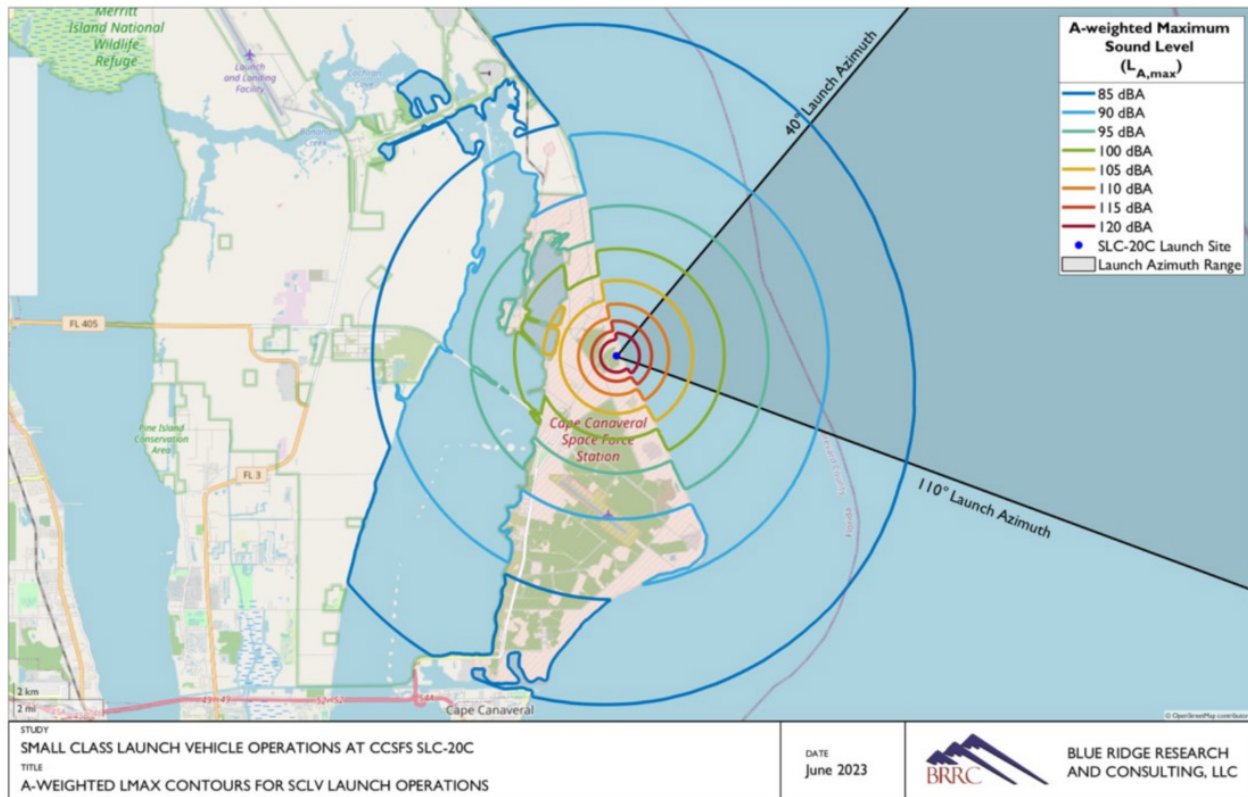 Merritt
Island National
Wildlife
Refuge
Launch
and Landing
Facility
40° Launch Azimuth
A-weighted Maximum
Sound Level
(L A,max)
85 dBA
90 dBA
95 dBA
100 dBA
105 dBA
110 dBA
115 dBA
120 dBA
SLC-20C Launch Site
Launch Azimuth Range
FL 405
Pine Island
Conservation
Area
FL 3
Cape Canaveral
Space Force
Station
110° Launch Azimuth
Florida
2 km
2 mi
Cape Canaveral
© OpenStreetMap contributors
STUDY
SMALL CLASS LAUNCH VEHICLE OPERATIONS AT CCSFS SLC-20C
TITLE
A-WEIGHTED LMAX CONTOURS FOR SCLV LAUNCH OPERATIONS
DATE
June 2023
BRRC
BLUE RIDGE RESEARCH
AND CONSULTING, LLC